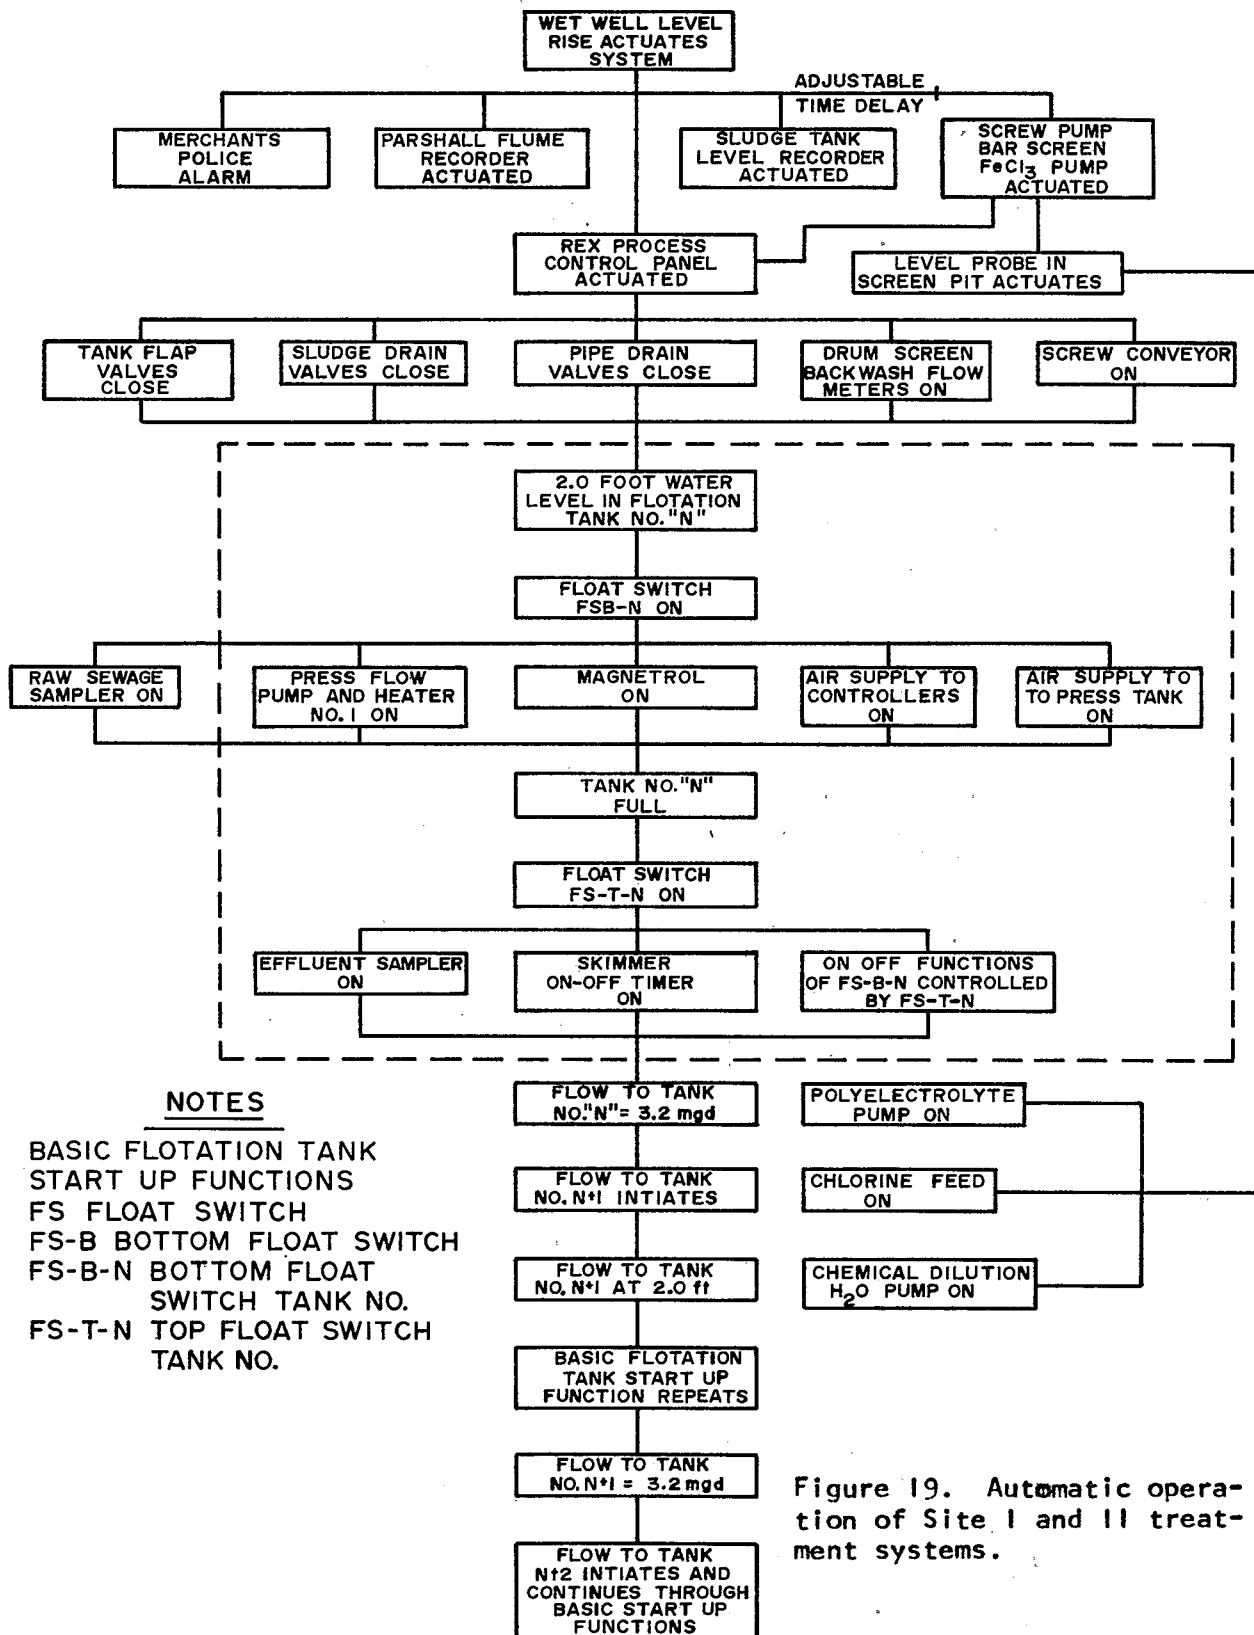 WET WELL LEVEL
RISE ACTUATES
SYSTEM
ADJUSTABLE
TIME DELAY
MERCHANTS
POLICE
ALARM
PARSHALL FLUME
RECORDER
ACTUATED
SLUDGE TANK
LEVEL RECORDER
ACTUATED
SCREW PUMP
BAR SCREEN
FeCl3 PUMP
ACTUATED
REX PROCESS
CONTROL PANEL
ACTUATED
LEVEL PROBE IN
SCREEN PIT ACTUATES
TANK FLAP
VALVES
CLOSE
SLUDGE DRAIN
VALVES CLOSE
PIPE DRAIN
VALVES CLOSE
DRUM SCREEN
BACKWASH FLOW
METERS ON
SCREW CONVEYOR
ON
2.0 FOOT WATER
LEVEL IN FLOTATION
TANK NO."N"
FLOAT SWITCH
FSB-N ON
RAW SEWAGE
SAMPLER ON
PRESS FLOW
PUMP AND HEATER
NO. I ON
MAGNETROL
ON
AIR SUPPLY TO
CONTROLLERS
ON
AIR SUPPLY TO
TO PRESS TANK
ON
TANK NO."N"
FULL
FLOAT SWITCH
FS-T-N ON
EFFLUENT SAMPLER
ON
SKIMMER
ON-OFF TIMER
ON
ON OFF FUNCTIONS
OF FS-B-N CONTROLLED
BY FS-T-N
FLOW TO TANK
NO."N"= 3.2 mgd
POLYELECTROLYTE
PUMP ON
FLOW TO TANK
NO. N+I INTIATES
CHLORINE FEED
ON
FLOW TO TANK
NO. N+I AT 2.0 ft
CHEMICAL DILUTION
H2O PUMP ON
BASIC FLOTATION
TANK START UP
FUNCTION REPEATS
FLOW TO TANK
NO. N+I = 3.2 mgd
FLOW TO TANK
N+2 INTIATES AND
CONTINUES THROUGH
BASIC START UP
FUNCTIONS
NOTES
BASIC FLOTATION TANK
START UP FUNCTIONS
FS FLOAT SWITCH
FS-B BOTTOM FLOAT SWITCH
FS-B-N BOTTOM FLOAT
SWITCH TANK NO.
FS-T-N TOP FLOAT SWITCH
TANK NO.
Figure 19. Automatic opera-
tion of Site I and II treat-
ment systems.